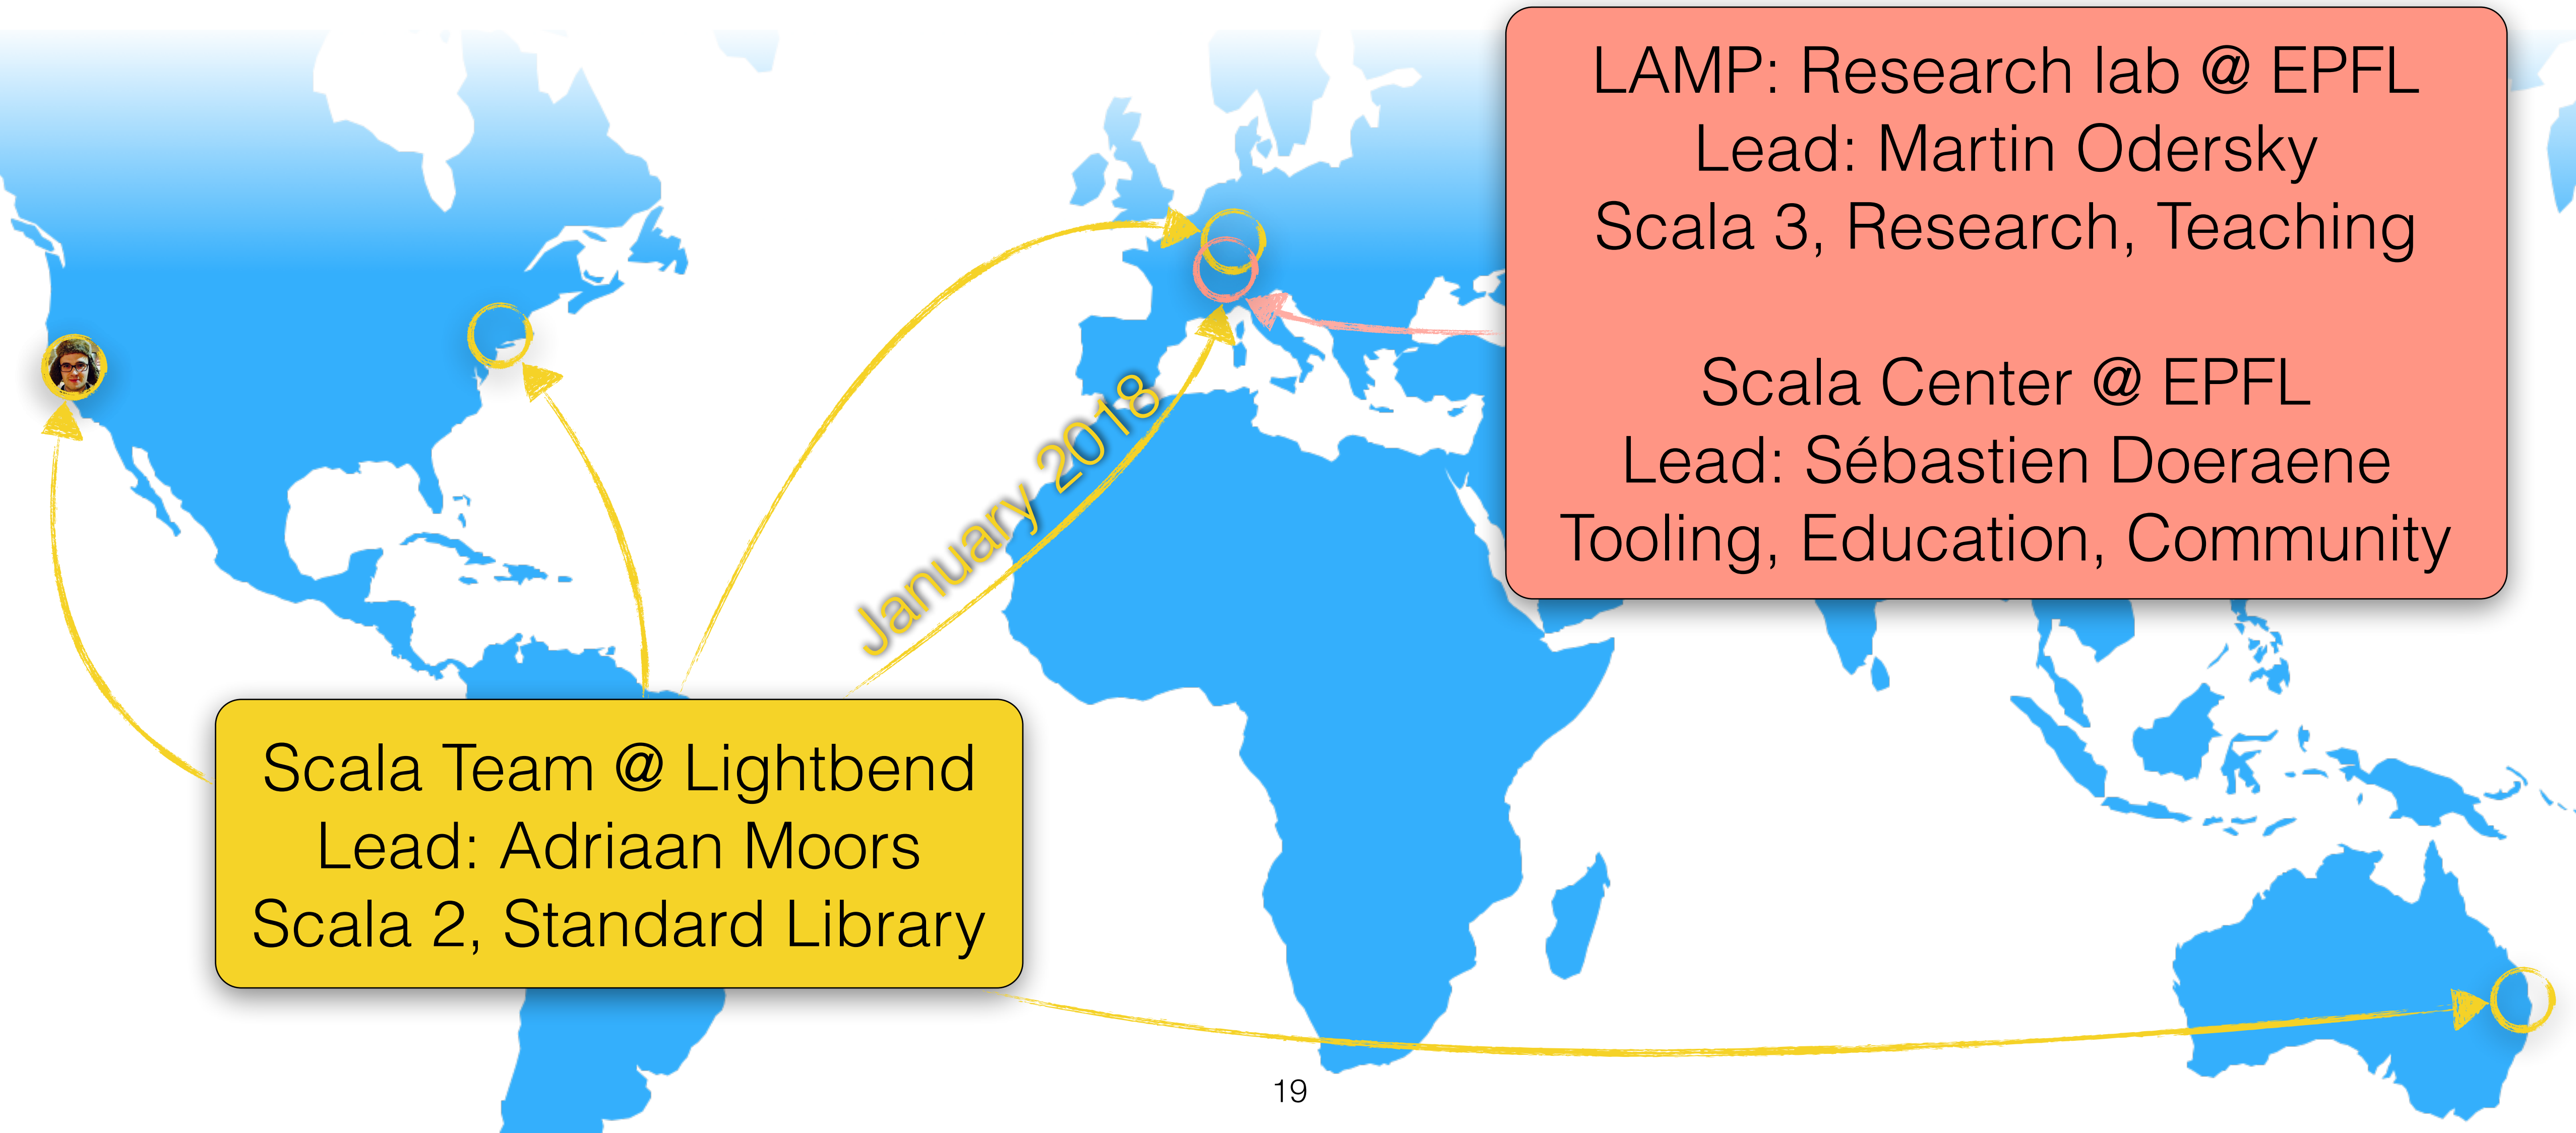 LAMP: Research lab @ EPFL
Lead: Martin Odersky
Scala 3, Research, Teaching
Scala Center @ EPFL
Lead: Sébastien Doeraene
Tooling, Education, Community
January 2018
Scala Team @ Lightbend
Lead: Adriaan Moors
Scala 2, Standard Library
19